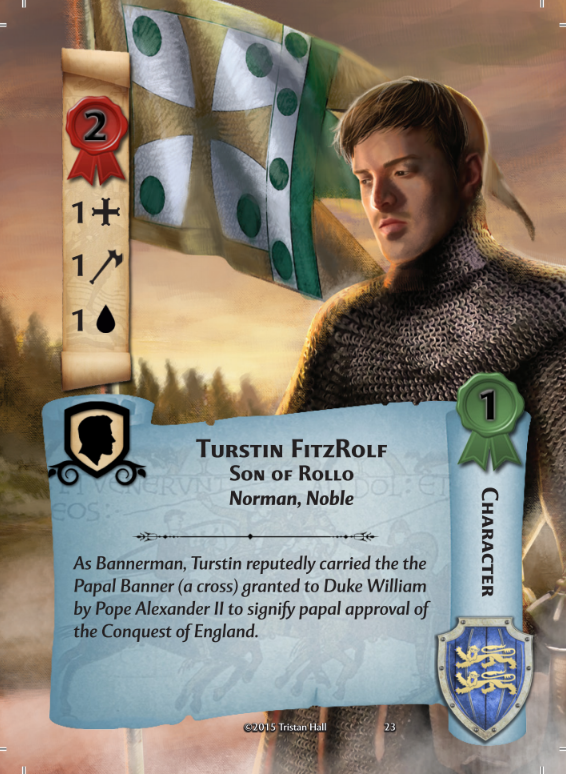 2
1
1
1
1
Turstin FitzRolf
Son of Rollo
Norman, Noble
Character
As Bannerman, Turstin reputedly carried the the
Papal Banner (a cross) granted to Duke William
by Pope Alexander II to signify papal approval of
the Conquest of England.
©2015 Tristan Hall
23